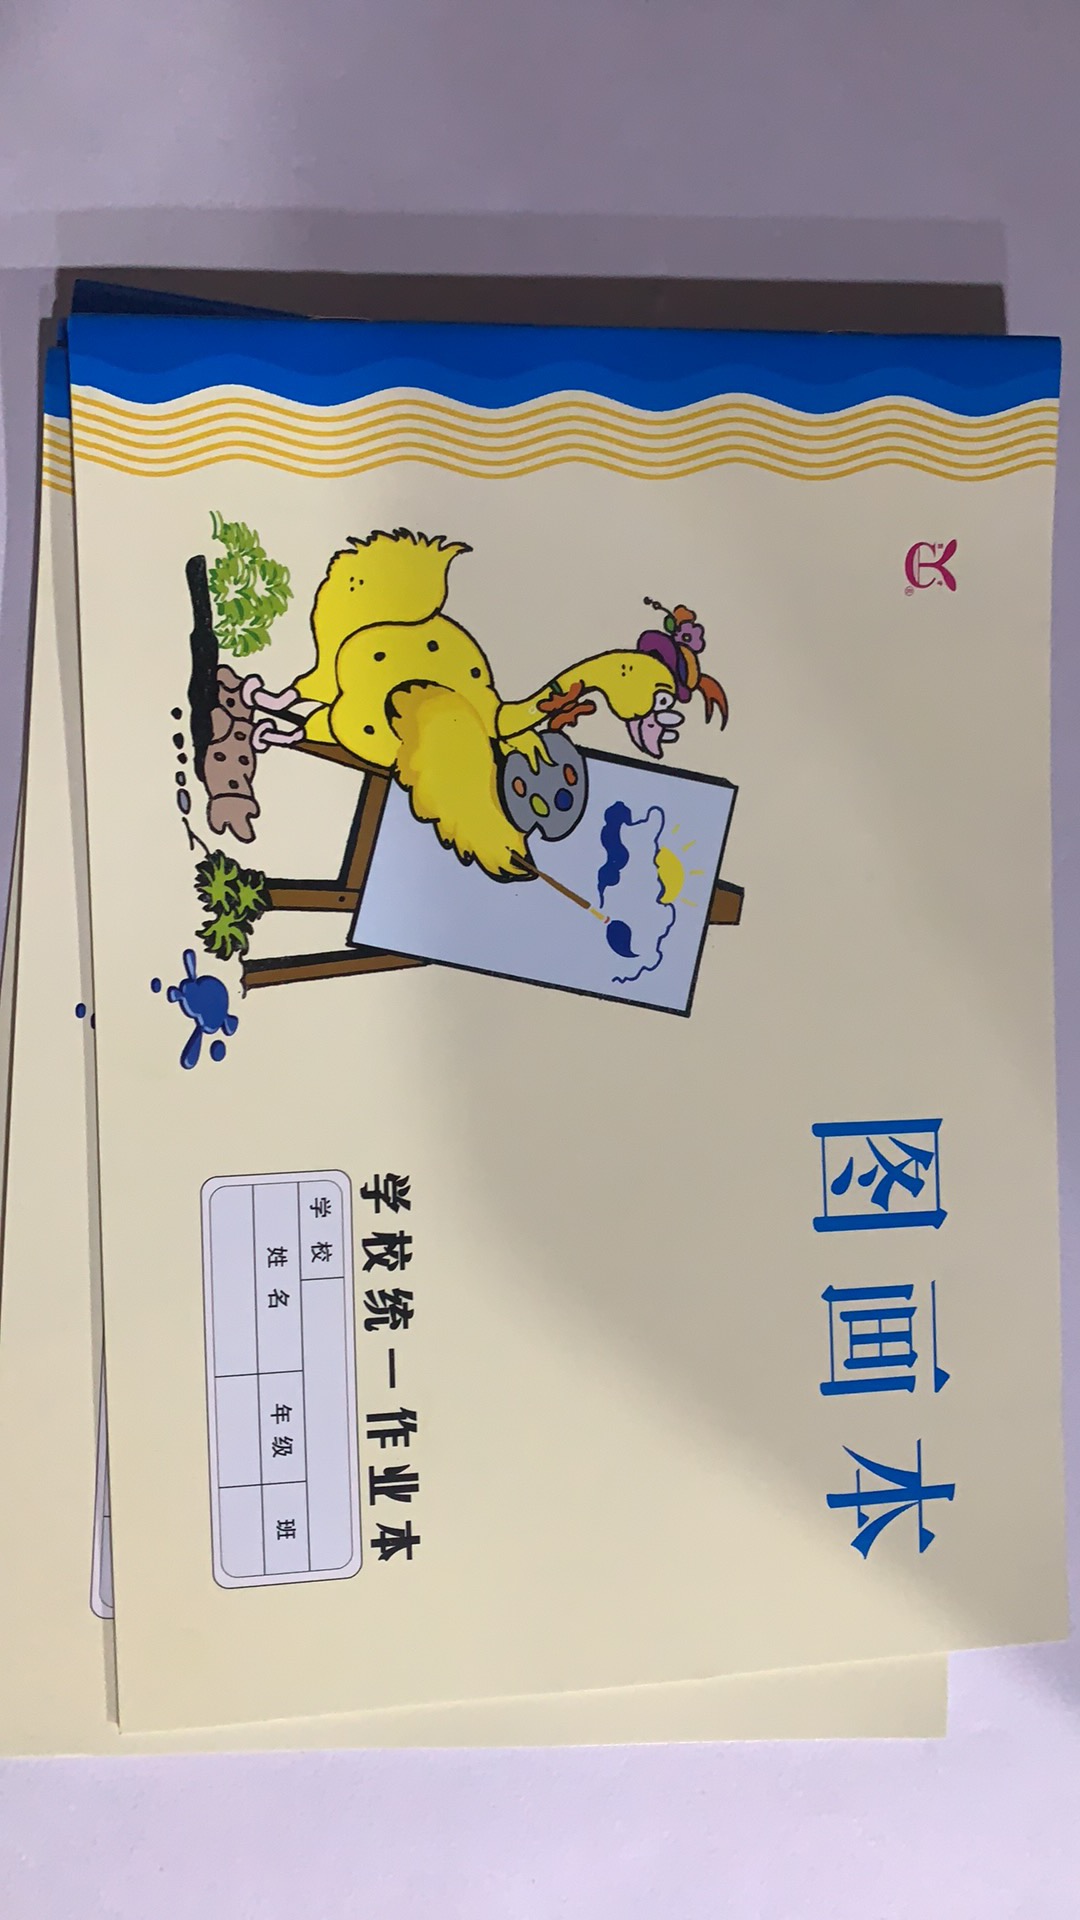 图画本
学校统一作业本
学校
姓名 年级 班